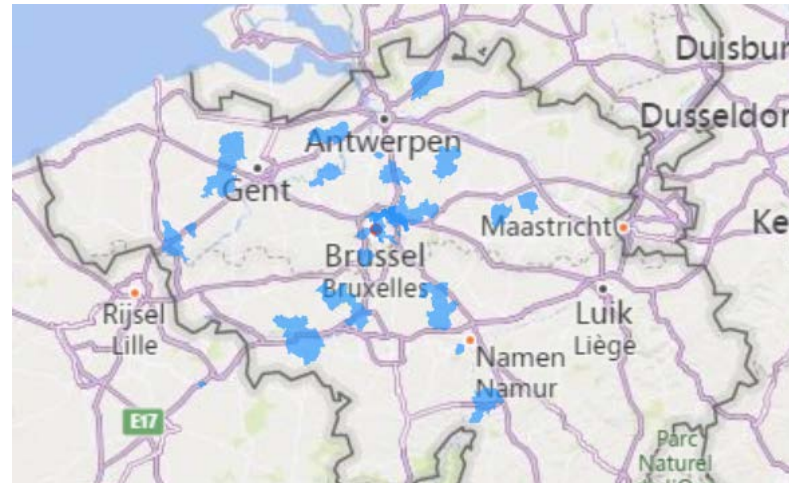 Duisbur
Dusseldor
Antwerpen
Gent
Maastricht
Ke
Brussel
Bruxelles
Rijsel
Lille
Luik
Liège
Namen
Namur
E17
Parc
Naturel